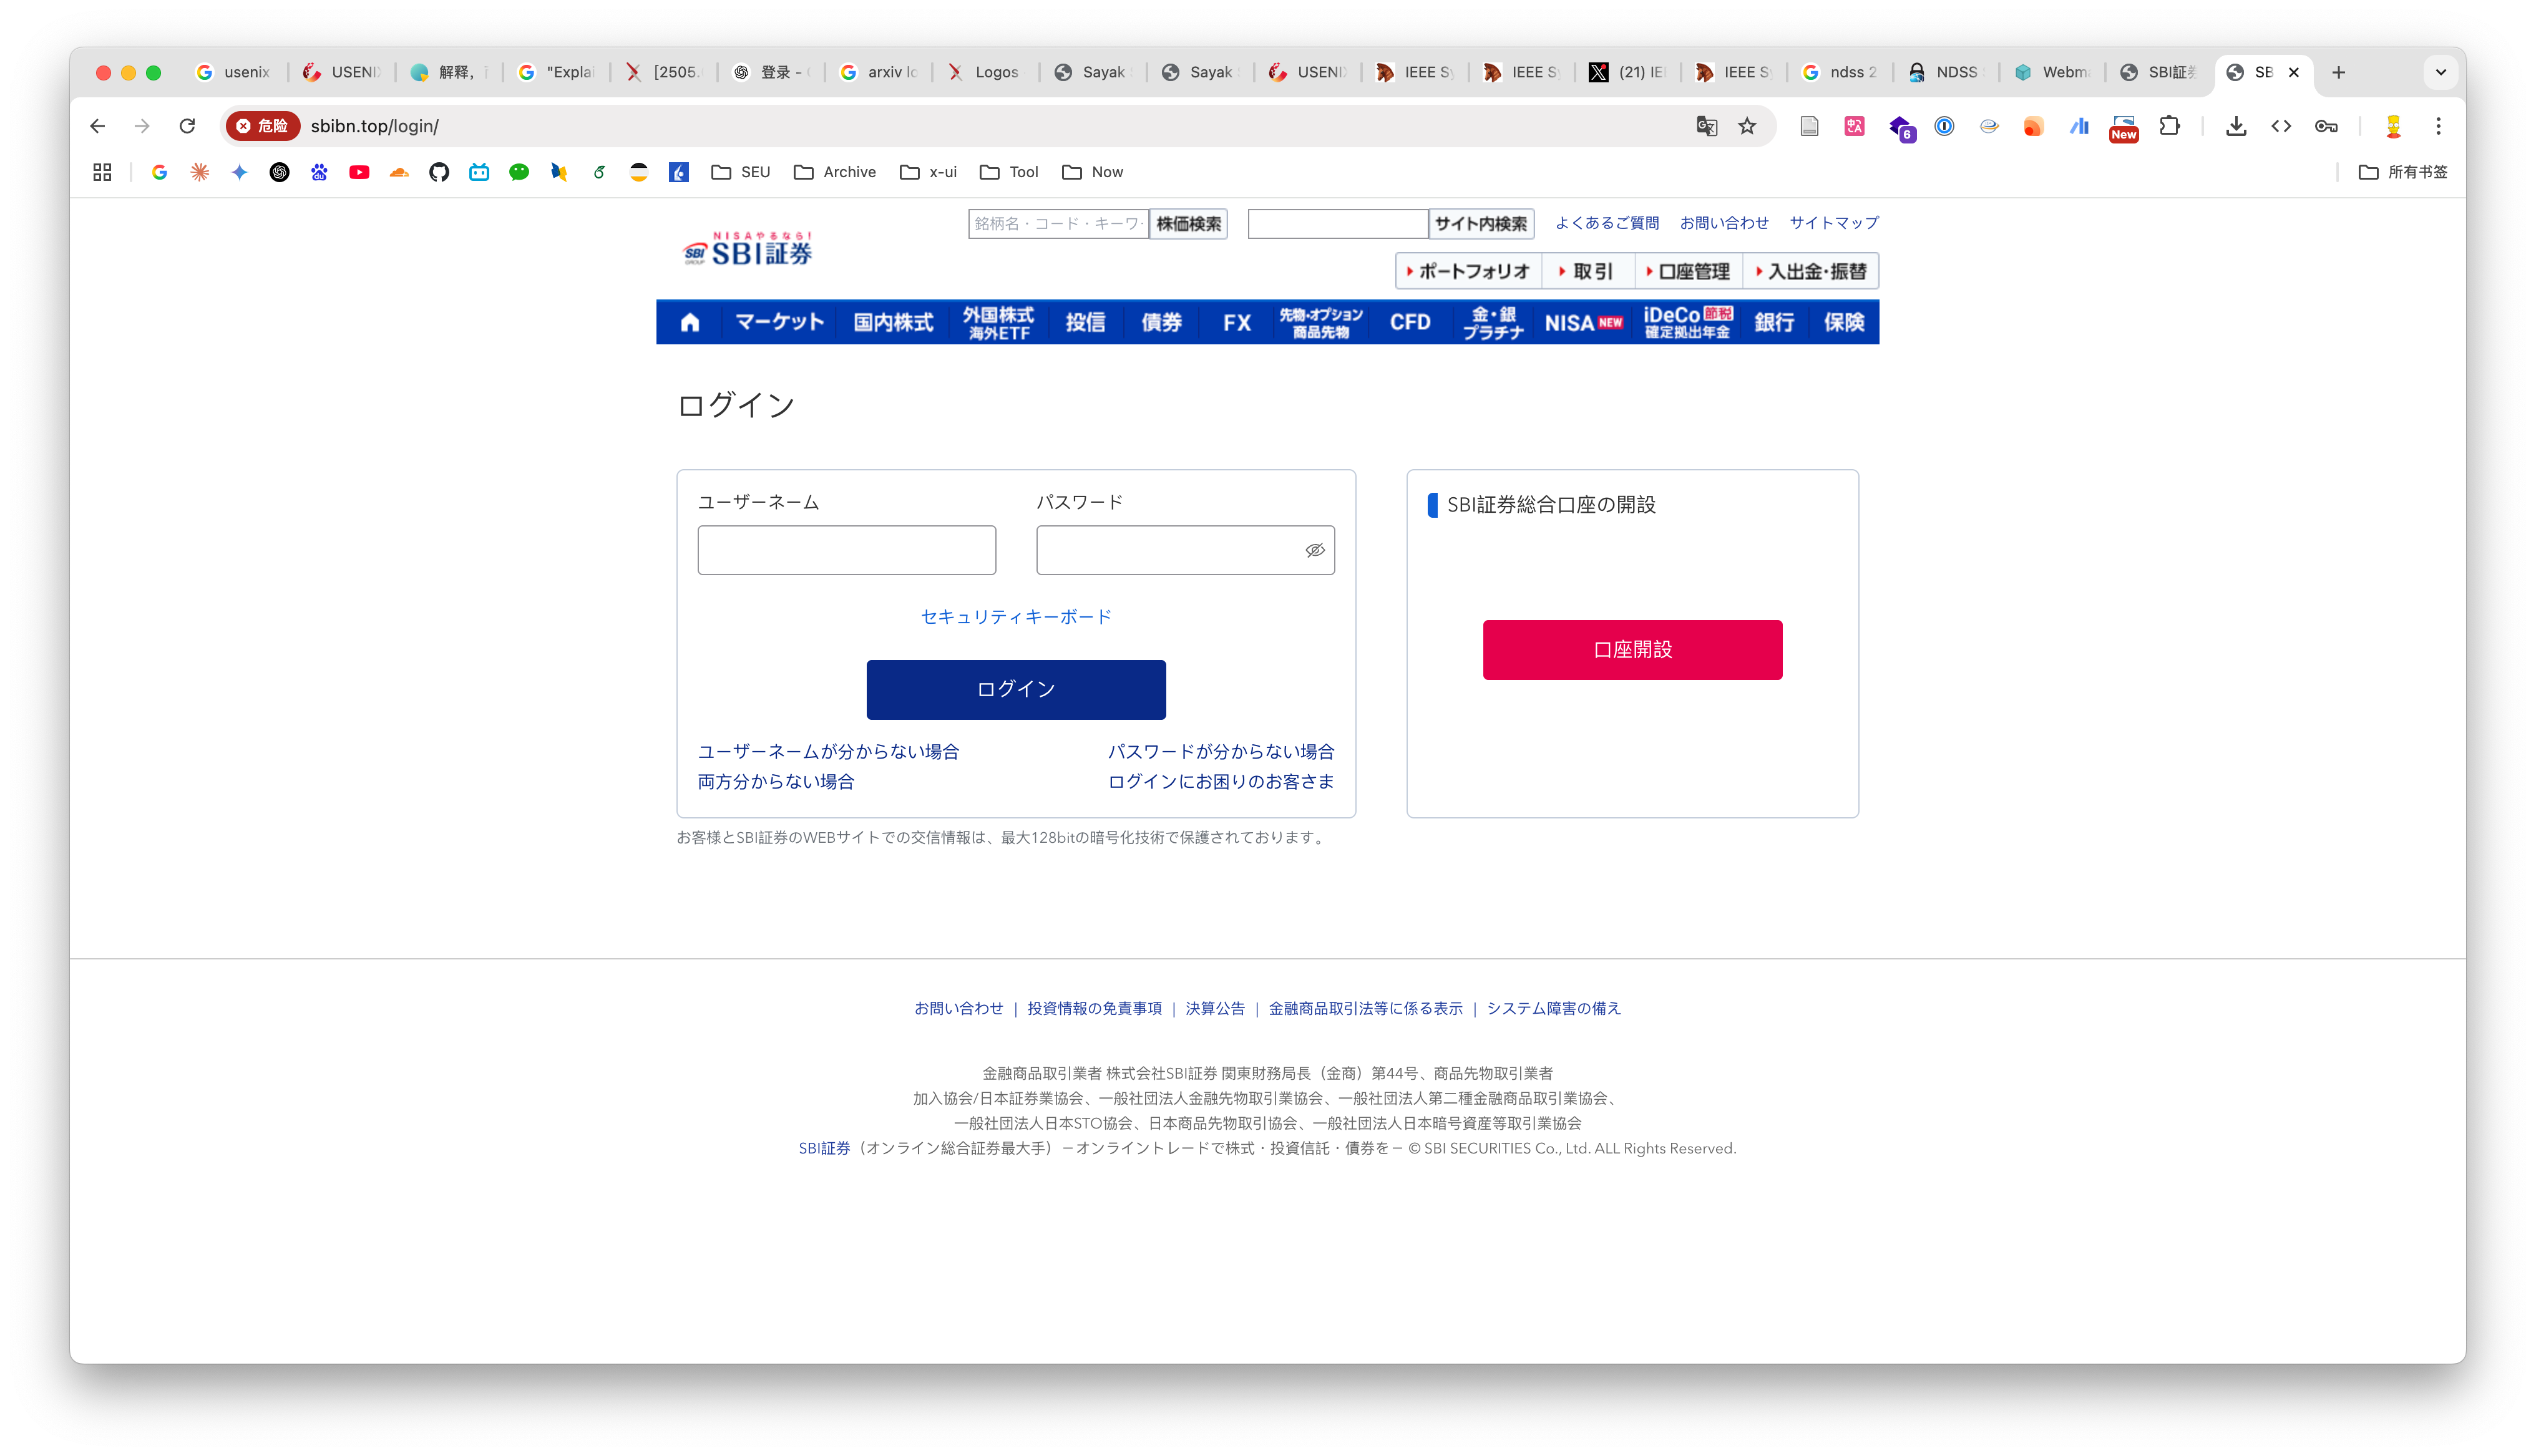 usenix
USENI
解释，
"Explai
[2505.
登录 -
arxiv lo
Logos
Sayak
Sayak
USENI
IEEE Sy
IEEE Sy
(21) IE
IEEE Sy
ndss 2
NDSS
Webma
SBI証券
SB
危险 sbibn.top/login/
6
New
SEU Archive x-ui Tool Now 所有书签
NISAやるなら!
SBI GROUP SBI証券
銘柄名・コード・キーワ 株価検索 サイト内検索 よくあるご質問 お問い合わせ サイトマップ
ポートフォリオ 取引 口座管理 入出金・振替
マーケット 国内株式 外国株式 海外ETF 投信 債券 FX 先物・オプション 商品先物 CFD 金・銀 プラチナ NISA NEW iDeCo 節税 確定拠出年金 銀行 保険
ログイン
ユーザーネーム パスワード
セキュリティキーボード
ログイン
ユーザーネームが分からない場合 パスワードが分からない場合
両方分からない場合 ログインにお困りのお客さま
SBI証券総合口座の開設
口座開設
お客様とSBI証券のWEBサイトでの交信情報は、最大128bitの暗号化技術で保護されております。
お問い合わせ | 投資情報の免責事項 | 決算公告 | 金融商品取引法等に係る表示 | システム障害の備え
金融商品取引業者 株式会社SBI証券 関東財務局長（金商）第44号、商品先物取引業者
加入協会/日本証券業協会、一般社団法人金融先物取引業協会、一般社団法人第二種金融商品取引業協会、
一般社団法人日本STO協会、日本商品先物取引協会、一般社団法人日本暗号資産等取引業協会
SBI証券（オンライン総合証券最大手）－オンライントレードで株式・投資信託・債券を－ © SBI SECURITIES Co., Ltd. ALL Rights Reserved.